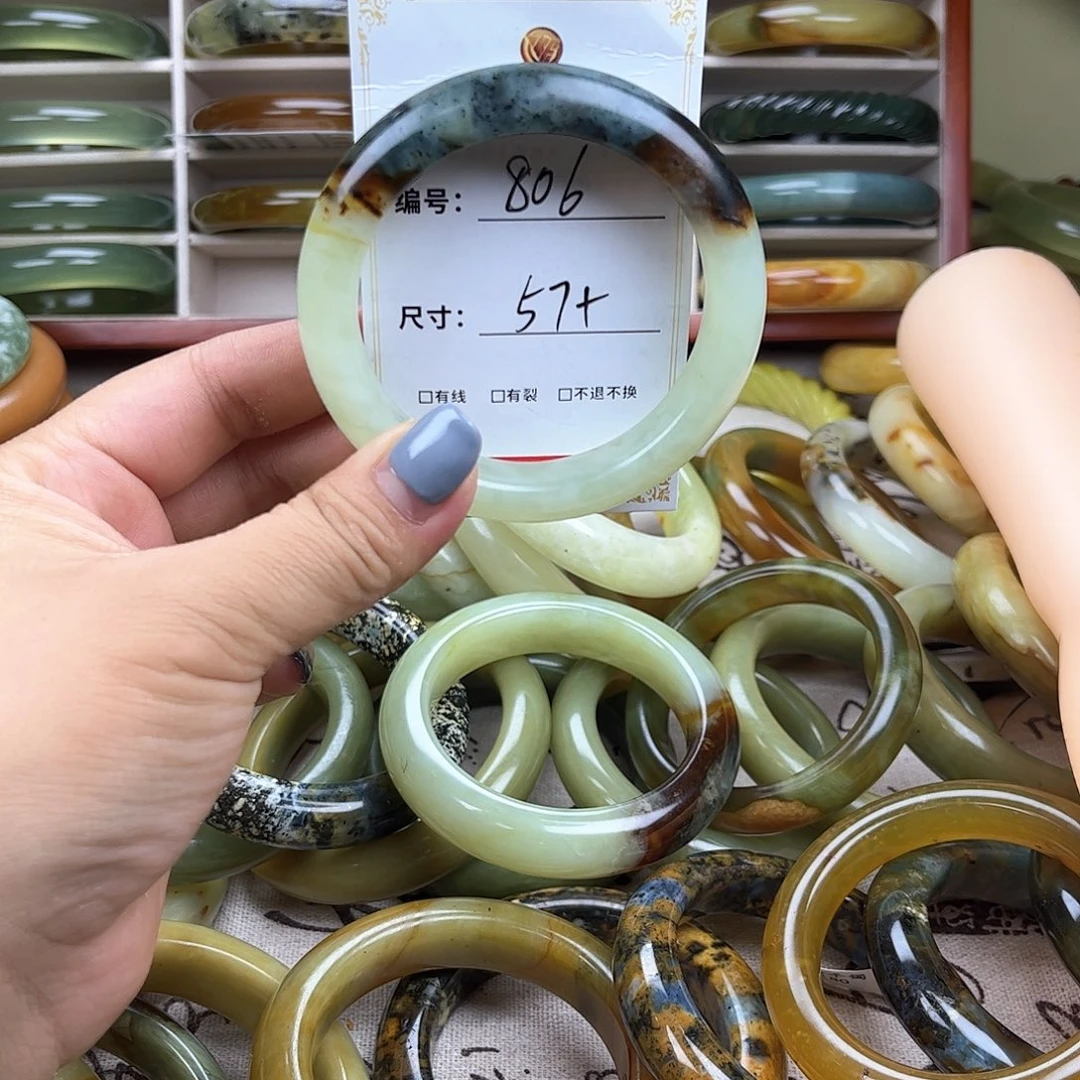 编号: 806
尺寸: 57+
□有线 □有裂 □不退不换